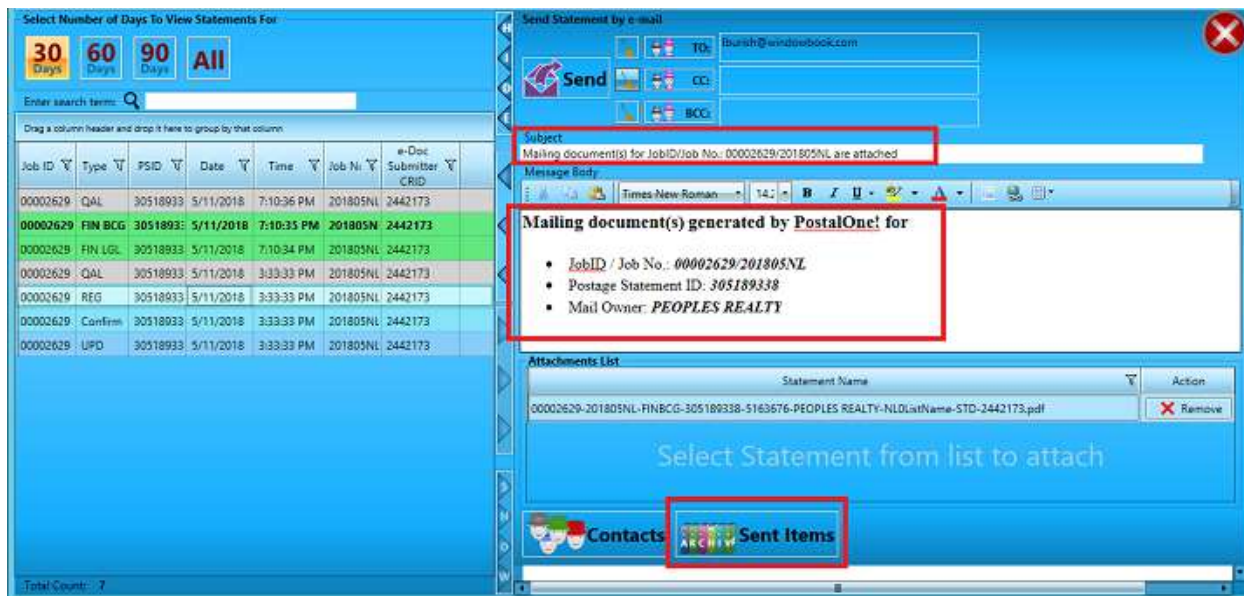 Select Number of Days To View Statements For
30 Days
60 Days
90 Days
All
Enter search term:
Drag a column header and drop it here to group by that column
Job ID Type PSID Date Time Job N e-Doc Submitter CRID
00002629 QAL 30518933 5/11/2018 7:10:36 PM 201805NL 2442173
00002629 FIN BCG 3051893 5/11/2018 7:10:35 PM 201805N 2442173
00002629 FIN LGL 30518933 5/11/2018 7:10:34 PM 201805NL 2442173
00002629 QAL 30518933 5/11/2018 3:33:33 PM 201805NL 2442173
00002629 REG 30518933 5/11/2018 3:33:33 PM 201805NL 2442173
00002629 Confirm 30518933 5/11/2018 3:33:33 PM 201805NL 2442173
00002629 UPD 30518933 5/11/2018 3:33:33 PM 201805NL 2442173
Total Count: 7
H
I
D
E
S
H
O
W
Send Statement by e-mail
Send
TO: @windowbook.com
CC:
BCC:
Subject
Mailing document(s) for JobID/Job No.: 00002629/201805NL are attached
Message Body
Times New Roman 14. B I U A
Mailing document(s) generated by PostalOne! for
• JobID / Job No.: 00002629/201805NL
• Postage Statement ID: 305189338
• Mail Owner: PEOPLES REALTY
Attachments List
Statement Name Action
00002629-201805NL-FINBCG-305189338-5163676-PEOPLES REALTY-NL0ListName-STD-2442173.pdf Remove
Select Statement from list to attach
Contacts
ARCHIVE Sent Items